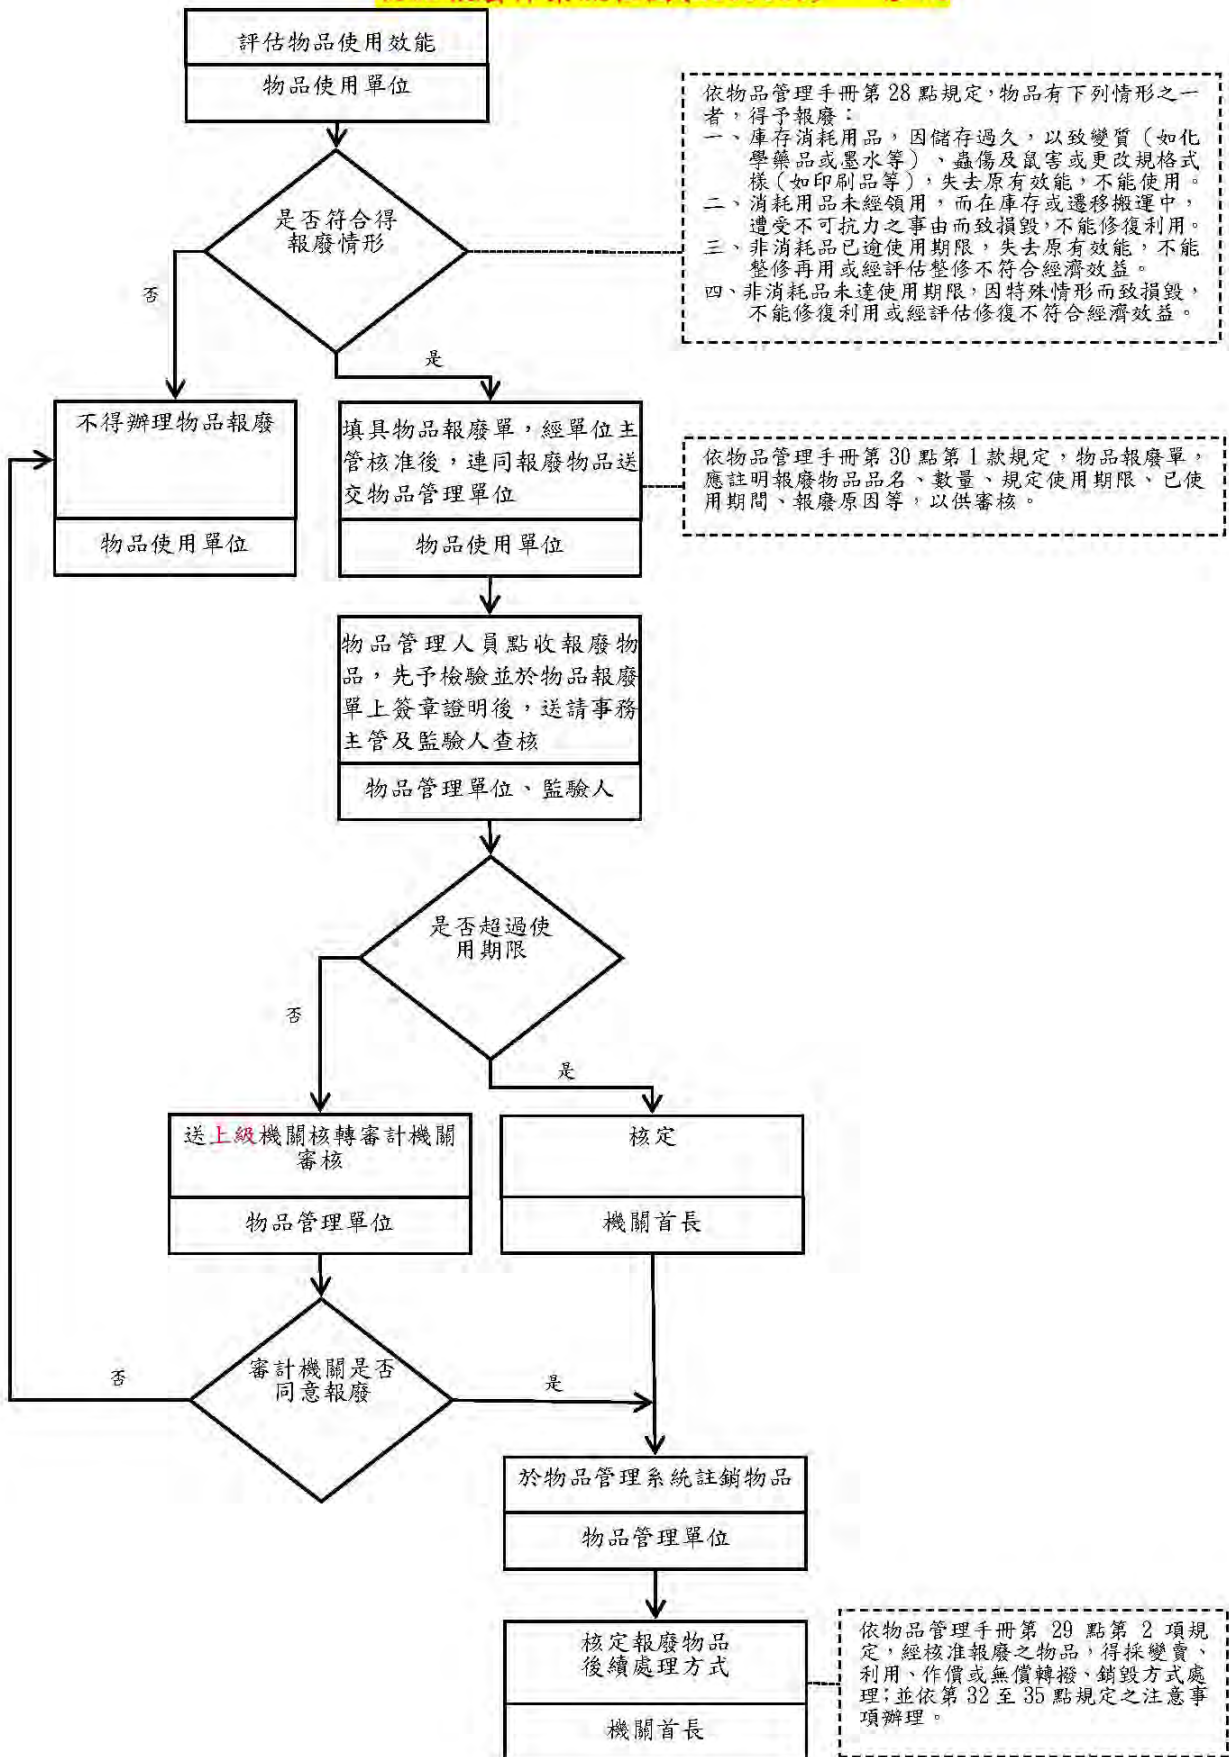 評估物品使用效能
物品使用單位
依物品管理手冊第28點規定,物品有下列情形之一
者,得予報廢:
一、庫存消耗用品,因儲存過久,以致變質(如化
學藥品或墨水等)、蟲傷及鼠害或更改規格式
樣(如印刷品等),失去原有效能,不能使用。
二、消耗用品未經領用,而在庫存或遷移搬運中,
遭受不可抗力之事由而致損毀,不能修復利用。
三、非消耗品已逾使用期限,失去原有效能,不能
整修再用或經評估整修不符合經濟效益。
四、非消耗品未達使用期限,因特殊情形而致損毀,
不能修復利用或經評估修復不符合經濟效益。
是否符合得
報廢情形
否
是
不得辦理物品報廢
物品使用單位
填具物品報廢單,經單位主
管核准後,連同報廢物品送
交物品管理單位
物品使用單位
依物品管理手冊第30點第1款規定,物品報廢單,
應註明報廢物品品名、數量、規定使用期限、已使
用期間、報廢原因等,以供審核。
物品管理人員點收報廢物
品,先予檢驗並於物品報廢
單上簽章證明後,送請事務
主管及監驗人查核
物品管理單位、監驗人
是否超過使
用期限
否
是
送上級機關核轉審計機關
審核
物品管理單位
核定
機關首長
審計機關是否
同意報廢
否
是
於物品管理系統註銷物品
物品管理單位
核定報廢物品
後續處理方式
機關首長
依物品管理手冊第 29 點第 2 項規
定,經核准報廢之物品,得採變賣、
利用、作價或無償轉撥、銷毀方式處
理;並依第 32 至 35 點規定之注意事
項辦理。